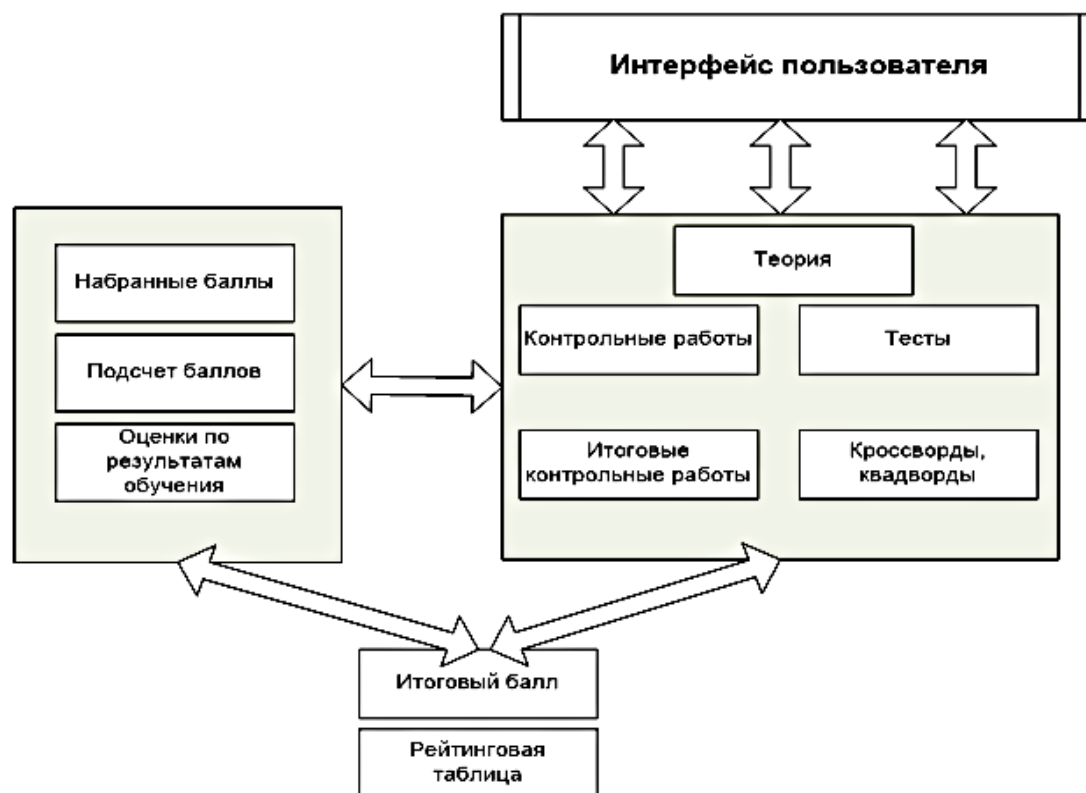 Интерфейс пользователя
Набранные баллы
Подсчет баллов
Оценки по
результатам
обучения
Теория
Контрольные работы
Тесты
Итоговые
контрольные работы
Кроссворды,
квадворды
Итоговый балл
Рейтинговая
таблица